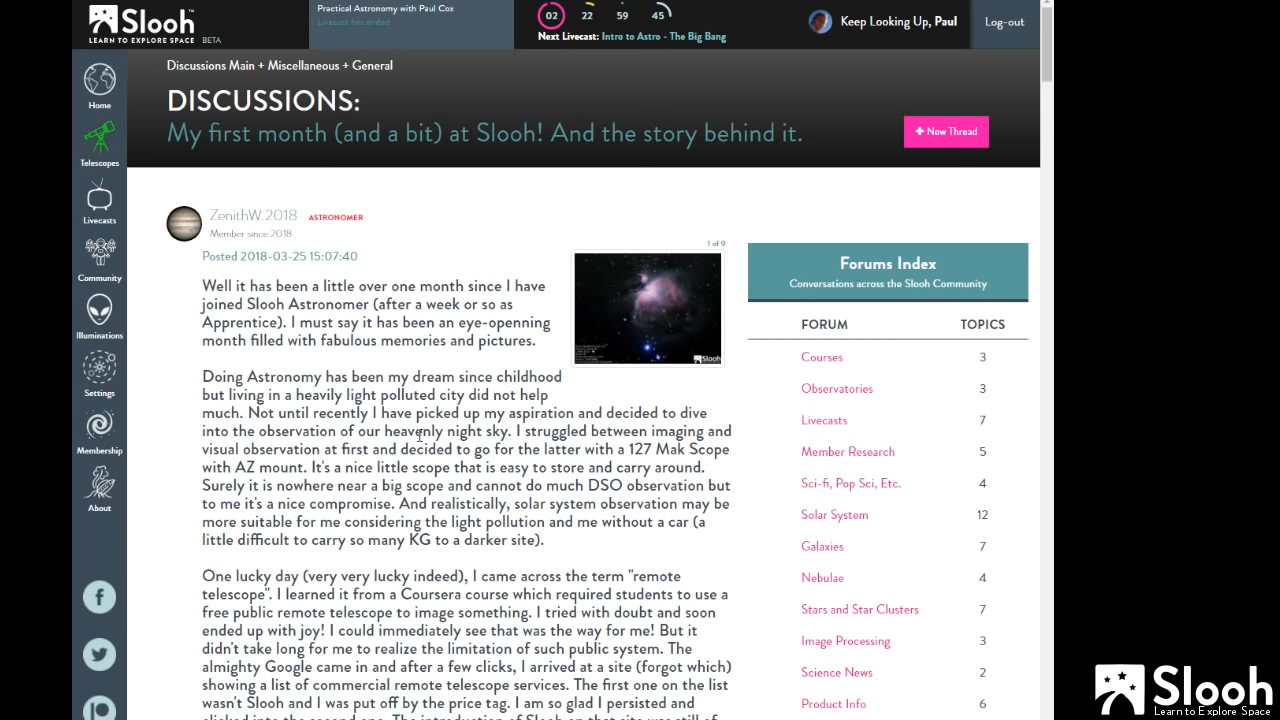 Slooh
LEARN TO EXPLORE SPACE BETA
Practical Astronomy with Paul Cox
Livecast has ended
02 22 59 45
Next Livecast: Intro to Astro - The Big Bang
Keep Looking Up, Paul
Log-out
Home
Telescopes
Livecasts
Community
Illuminations
Settings
Membership
About
Discussions Main + Miscellaneous + General
DISCUSSIONS:
My first month (and a bit) at Slooh! And the story behind it.
+ New Thread
ZenithW.2018 ASTRONOMER
Member since 2018
Posted 2018-03-25 15:07:40
1 of 9
Well it has been a little over one month since I have
joined Slooh Astronomer (after a week or so as
Apprentice). I must say it has been an eye-openning
month filled with fabulous memories and pictures.
Slooh
Doing Astronomy has been my dream since childhood
but living in a heavily light polluted city did not help
much. Not until recently I have picked up my aspiration and decided to dive
into the observation of our heavenly night sky. I struggled between imaging and
visual observation at first and decided to go for the latter with a 127 Mak Scope
with AZ mount. It's a nice little scope that is easy to store and carry around.
Surely it is nowhere near a big scope and cannot do much DSO observation but
to me it's a nice compromise. And realistically, solar system observation may be
more suitable for me considering the light pollution and me without a car (a
little difficult to carry so many KG to a darker site).
One lucky day (very very lucky indeed), I came across the term "remote
telescope". I learned it from a Coursera course which required students to use a
free public remote telescope to image something. I tried with doubt and soon
ended up with joy! I could immediately see that was the way for me! But it
didn't take long for me to realize the limitation of such public system. The
almighty Google came in and after a few clicks, I arrived at a site (forgot which)
showing a list of commercial remote telescope services. The first one on the list
wasn't Slooh and I was put off by the price tag. I am so glad I persisted and
clicked into the second one. The introduction of Slooh on that site was still of
Forums Index
Conversations across the Slooh Community
FORUM TOPICS
Courses 3
Observatories 3
Livecasts 7
Member Research 5
Sci-fi, Pop Sci, Etc. 4
Solar System 12
Galaxies 7
Nebulae 4
Stars and Star Clusters 7
Image Processing 3
Science News 2
Product Info 6
Slooh
Learn to Explore Space